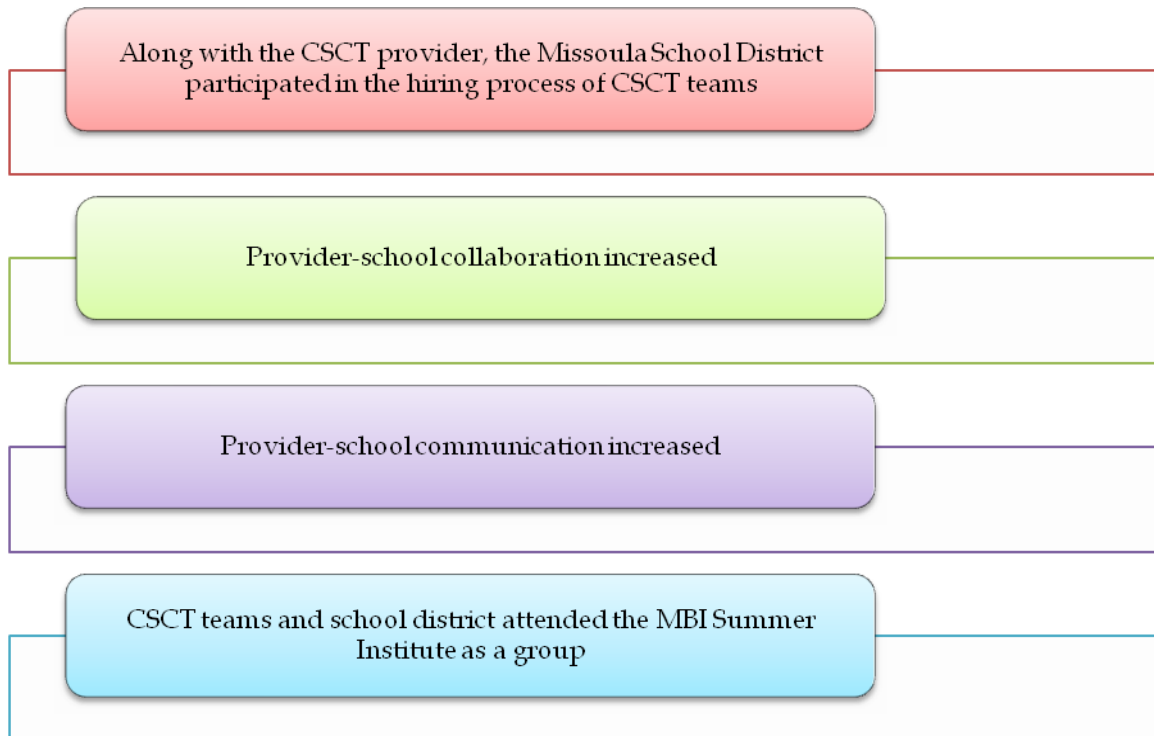 Along with the CSCT provider, the Missoula School District
participated in the hiring process of CSCT teams
Provider-school collaboration increased
Provider-school communication increased
CSCT teams and school district attended the MBI Summer
Institute as a group